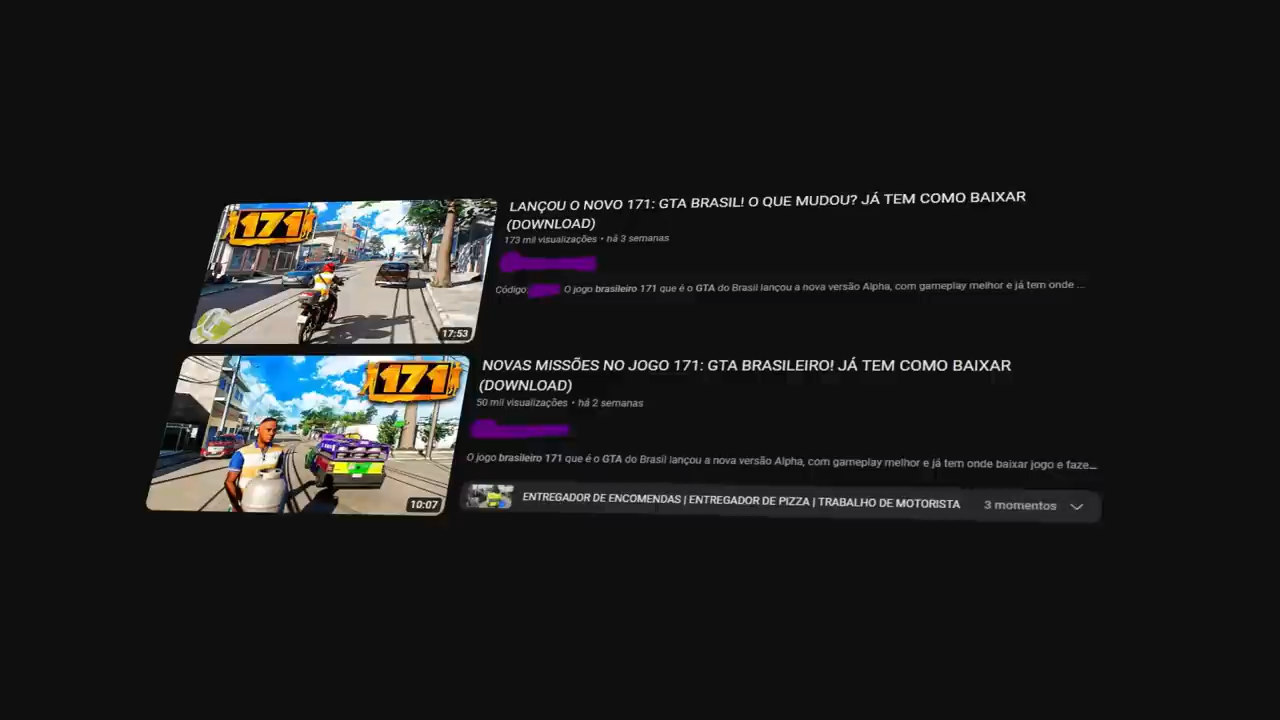 171
17:53
LANÇOU O NOVO 171: GTA BRASIL! O QUE MUDOU? JÁ TEM COMO BAIXAR
(DOWNLOAD)
173 mil visualizações • há 3 semanas
Código: O jogo brasileiro 171 que é o GTA do Brasil lançou a nova versão Alpha, com gameplay melhor e já tem onde ...
171
10:07
NOVAS MISSÕES NO JOGO 171: GTA BRASILEIRO! JÁ TEM COMO BAIXAR
(DOWNLOAD)
50 mil visualizações • há 2 semanas
O jogo brasileiro 171 que é o GTA do Brasil lançou a nova versão Alpha, com gameplay melhor e já tem onde baixar jogo e faze...
ENTREGADOR DE ENCOMENDAS | ENTREGADOR DE PIZZA | TRABALHO DE MOTORISTA 3 momentos